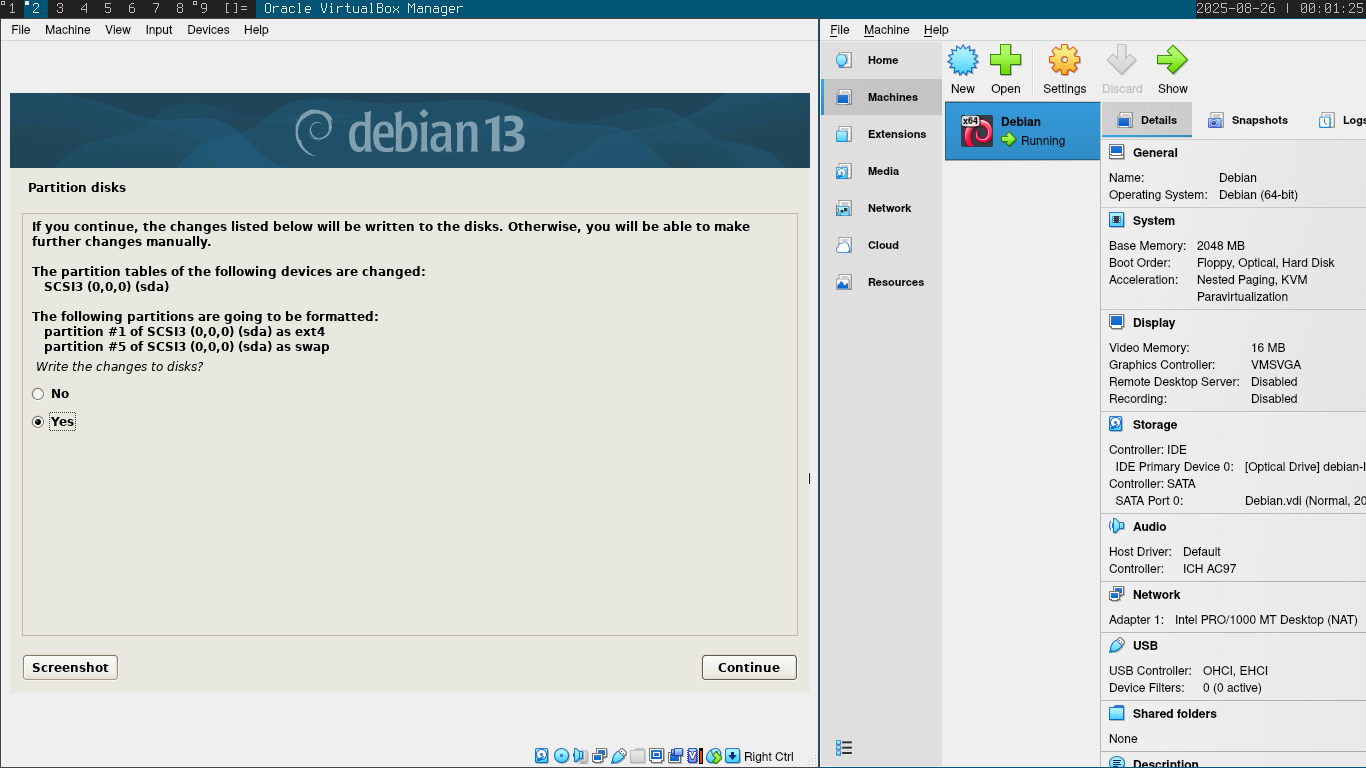 1 2 3 4 5 6 7 8 9 []= Oracle VirtualBox Manager 2025-08-26 | 00:01:25
File Machine View Input Devices Help
debian 13
Partition disks
If you continue, the changes listed below will be written to the disks. Otherwise, you will be able to make
further changes manually.
The partition tables of the following devices are changed:
SCSI3 (0,0,0) (sda)
The following partitions are going to be formatted:
partition #1 of SCSI3 (0,0,0) (sda) as ext4
partition #5 of SCSI3 (0,0,0) (sda) as swap
Write the changes to disks?
No
Yes
Screenshot Continue
Right Ctrl
File Machine Help
Home
Machines
Extensions
Media
Network
Cloud
Resources
New Open Settings Discard Show
x64 Debian
Running
Details Snapshots Logs
General
Name: Debian
Operating System: Debian (64-bit)
System
Base Memory: 2048 MB
Boot Order: Floppy, Optical, Hard Disk
Acceleration: Nested Paging, KVM
Paravirtualization
Display
Video Memory: 16 MB
Graphics Controller: VMSVGA
Remote Desktop Server: Disabled
Recording: Disabled
Storage
Controller: IDE
IDE Primary Device 0: [Optical Drive] debian-
Controller: SATA
SATA Port 0: Debian.vdi (Normal, 20
Audio
Host Driver: Default
Controller: ICH AC97
Network
Adapter 1: Intel PRO/1000 MT Desktop (NAT)
USB
USB Controller: OHCI, EHCI
Device Filters: 0 (0 active)
Shared folders
None
Description